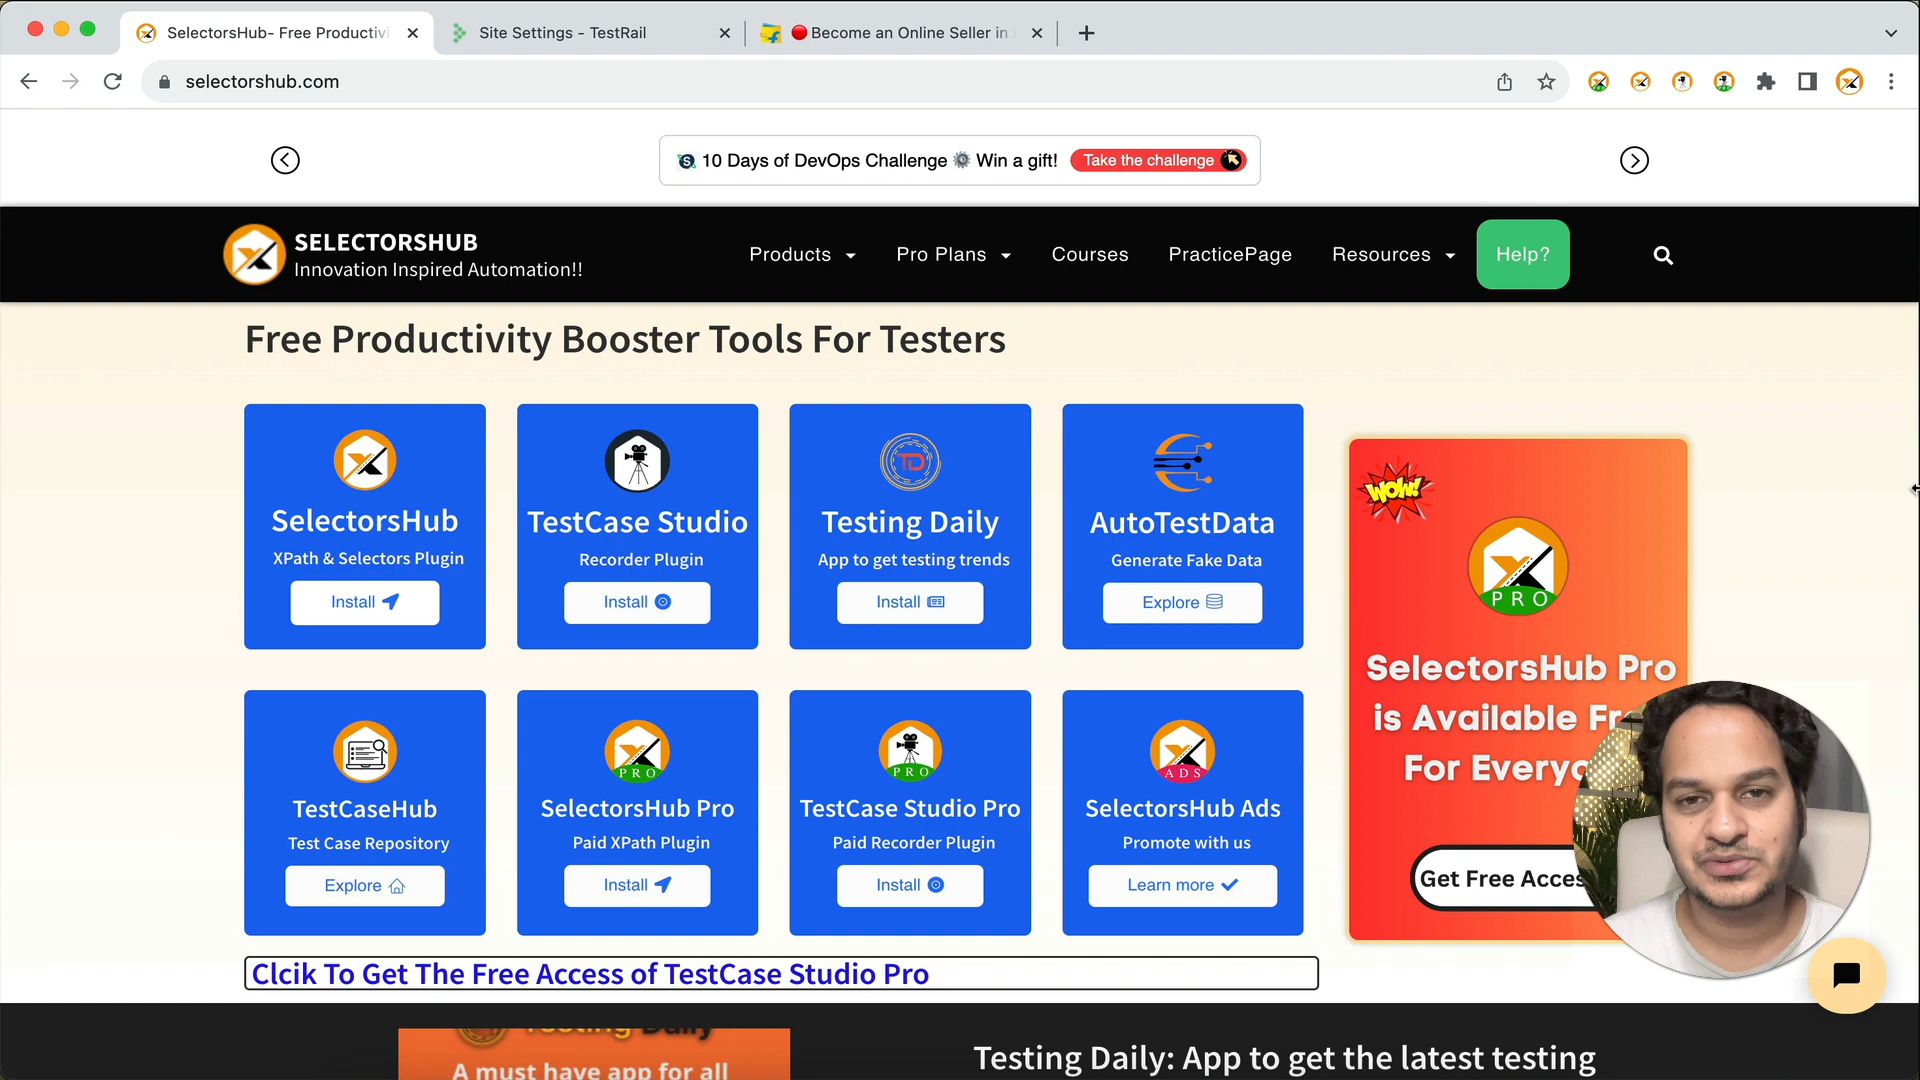 SelectorsHub- Free Productivi
Site Settings - TestRail
Become an Online Seller in
selectorshub.com
10 Days of DevOps Challenge Win a gift! Take the challenge
SELECTORSHUB
Innovation Inspired Automation!!
Products Pro Plans Courses PracticePage Resources Help?
Free Productivity Booster Tools For Testers
SelectorsHub
XPath & Selectors Plugin
Install
TestCase Studio
Recorder Plugin
Install
TD
Testing Daily
App to get testing trends
Install
AutoTestData
Generate Fake Data
Explore
WOW!
PRO
SelectorsHub Pro
is Available Fr
For Everyo
Get Free Acces
TestCaseHub
Test Case Repository
Explore
PRO
SelectorsHub Pro
Paid XPath Plugin
Install
PRO
TestCase Studio Pro
Paid Recorder Plugin
Install
ADS
SelectorsHub Ads
Promote with us
Learn more
Clcik To Get The Free Access of TestCase Studio Pro
Testing Daily
A must have app for all
Testing Daily: App to get the latest testing